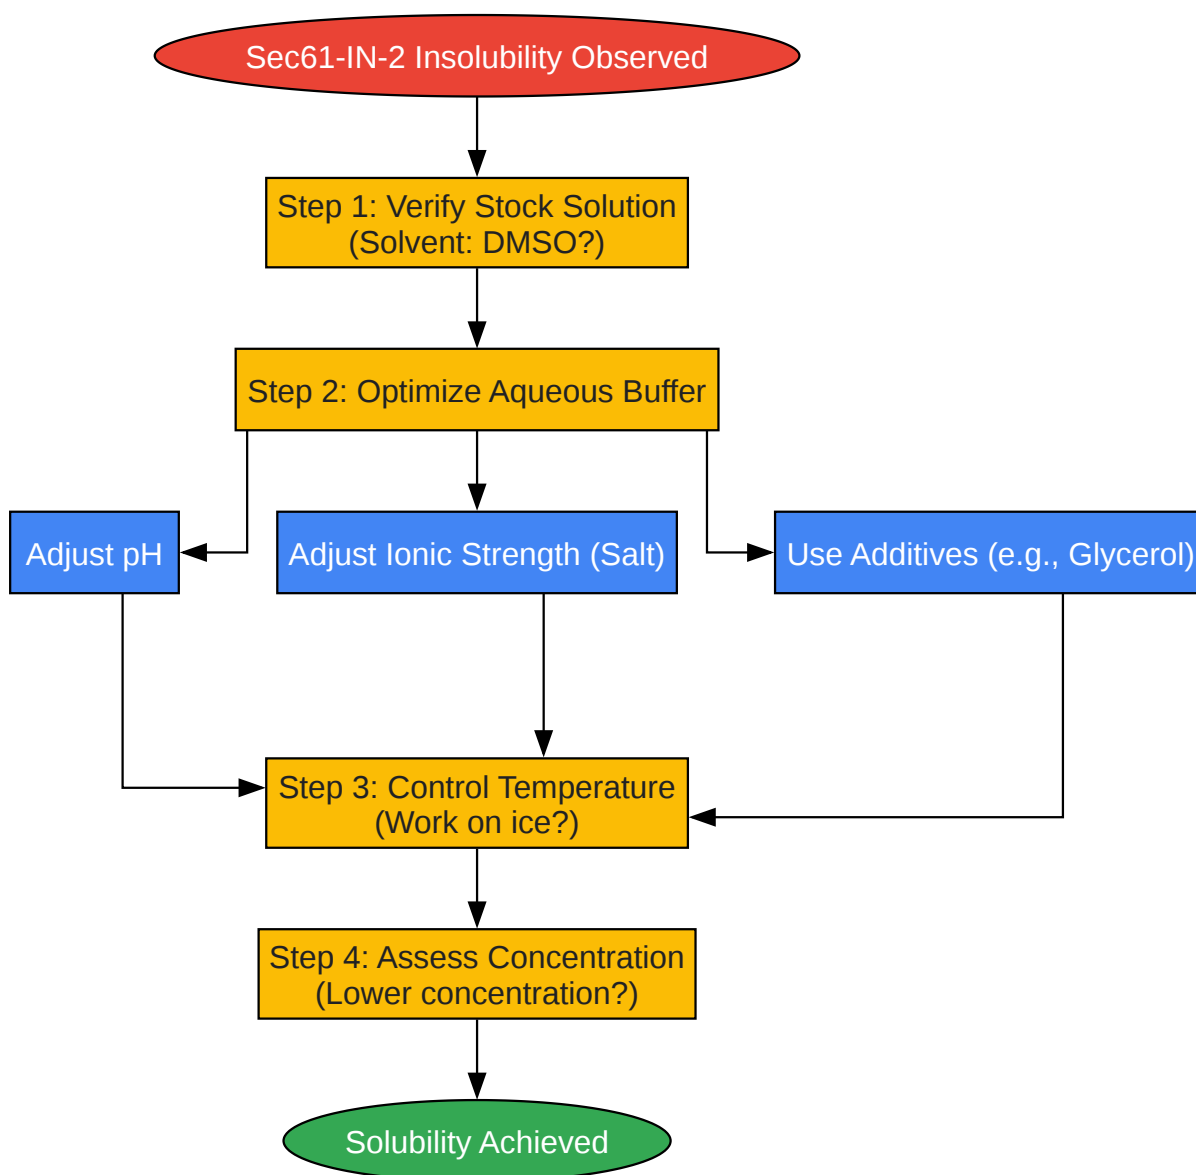 Sec61-IN-2 Insolubility Observed
Step 1: Verify Stock Solution
(Solvent: DMSO?)
Step 2: Optimize Aqueous Buffer
Adjust pH
Adjust Ionic Strength (Salt)
Use Additives (e.g., Glycerol)
Step 3: Control Temperature
(Work on ice?)
Step 4: Assess Concentration
(Lower concentration?)
Solubility Achieved